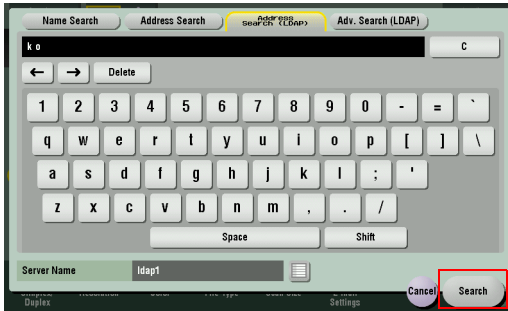 Name Search Address Search Address Search (LDAP) Adv. Search (LDAP)
k o C
← → Delete
1 2 3 4 5 6 7 8 9 0 - = `
q w e r t y u i o p [ ] \
a s d f g h j k l ; '
z x c v b n m , . /
Space Shift
Server Name ldap1
Cancel Search
Duplex Settings